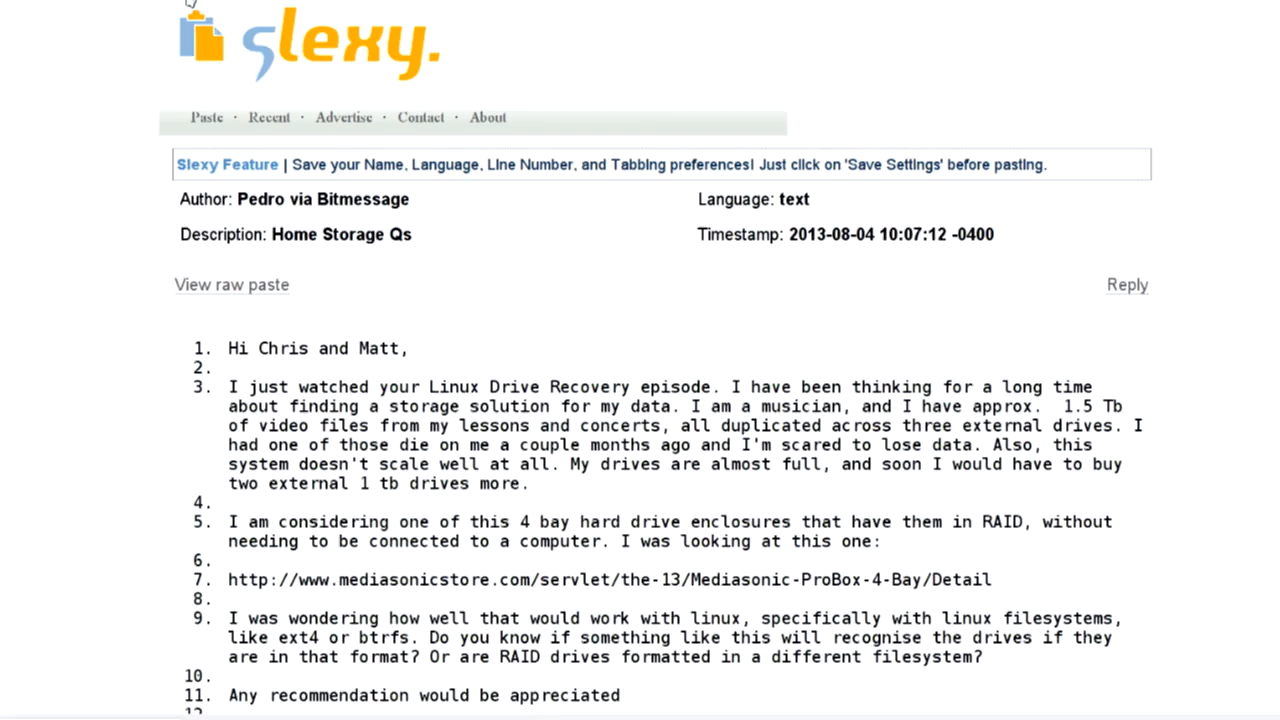 slexy.
Paste · Recent · Advertise · Contact · About
Slexy Feature | Save your Name, Language, Line Number, and Tabbing preferences! Just click on 'Save Settings' before pasting.
Author: Pedro via Bitmessage Language: text
Description: Home Storage Qs Timestamp: 2013-08-04 10:07:12 -0400
View raw paste Reply
1. Hi Chris and Matt,
2.
3. I just watched your Linux Drive Recovery episode. I have been thinking for a long time
about finding a storage solution for my data. I am a musician, and I have approx.  1.5 Tb
of video files from my lessons and concerts, all duplicated across three external drives. I
had one of those die on me a couple months ago and I'm scared to lose data. Also, this
system doesn't scale well at all. My drives are almost full, and soon I would have to buy
two external 1 tb drives more.
4.
5. I am considering one of this 4 bay hard drive enclosures that have them in RAID, without
needing to be connected to a computer. I was looking at this one:
6.
7. http://www.mediasonicstore.com/servlet/the-13/Mediasonic-ProBox-4-Bay/Detail
8.
9. I was wondering how well that would work with linux, specifically with linux filesystems,
like ext4 or btrfs. Do you know if something like this will recognise the drives if they
are in that format? Or are RAID drives formatted in a different filesystem?
10.
11. Any recommendation would be appreciated